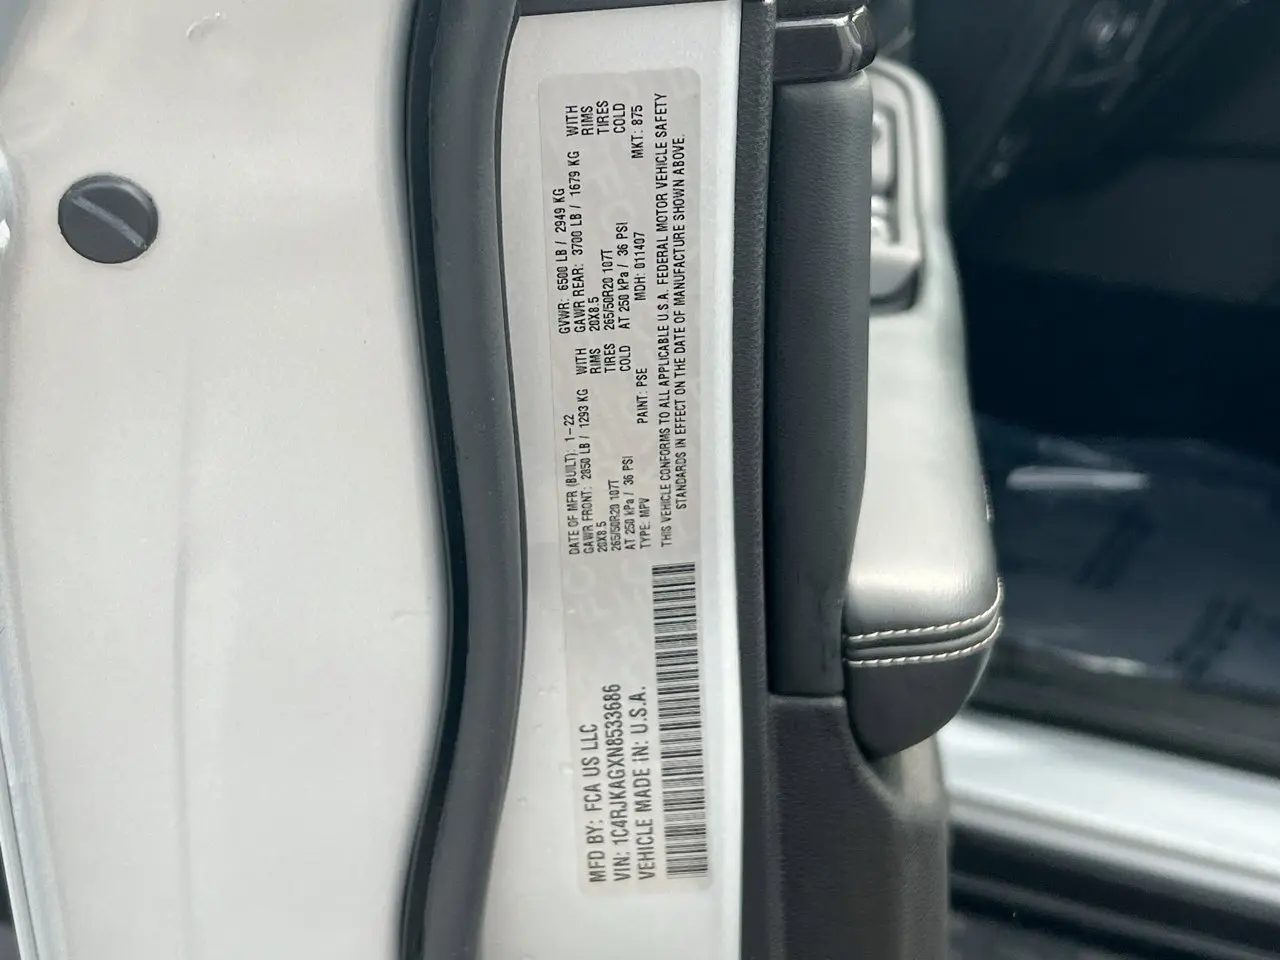 MFD BY: FCA US LLC
VIN: 1C4RJKAGXN8533686
VEHICLE MADE IN: U.S.A.
DATE OF MFR (BUILT): 1-22 GVWR: 6500 LB / 2949 KG
GAWR FRONT: 2850 LB / 1293 KG WITH GAWR REAR: 3700 LB / 1679 KG WITH
20X8.5 RIMS 20X8.5 RIMS
265/50R20 107T TIRES 265/50R20 107T TIRES
AT 250 kPa / 36 PSI COLD AT 250 kPa / 36 PSI COLD
TYPE: MPV PAINT: PSE MDH: 011407 MKT: 875
THIS VEHICLE CONFORMS TO ALL APPLICABLE U.S.A. FEDERAL MOTOR VEHICLE SAFETY
STANDARDS IN EFFECT ON THE DATE OF MANUFACTURE SHOWN ABOVE.